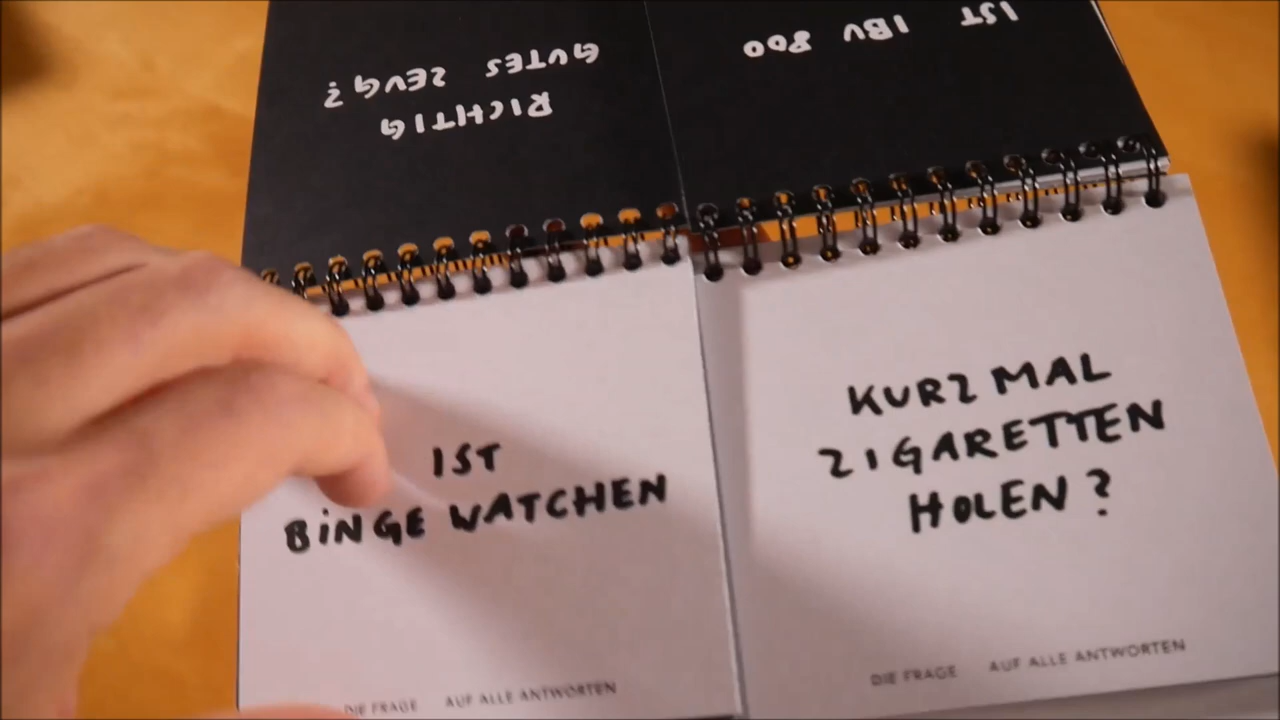 RICHTIG
GUTES ZEUG?
IST IBU 800
IST
BINGE WATCHEN
DIE FRAGE AUF ALLE ANTWORTEN
KURZ MAL
ZIGARETTEN
HOLEN?
DIE FRAGE AUF ALLE ANTWORTEN